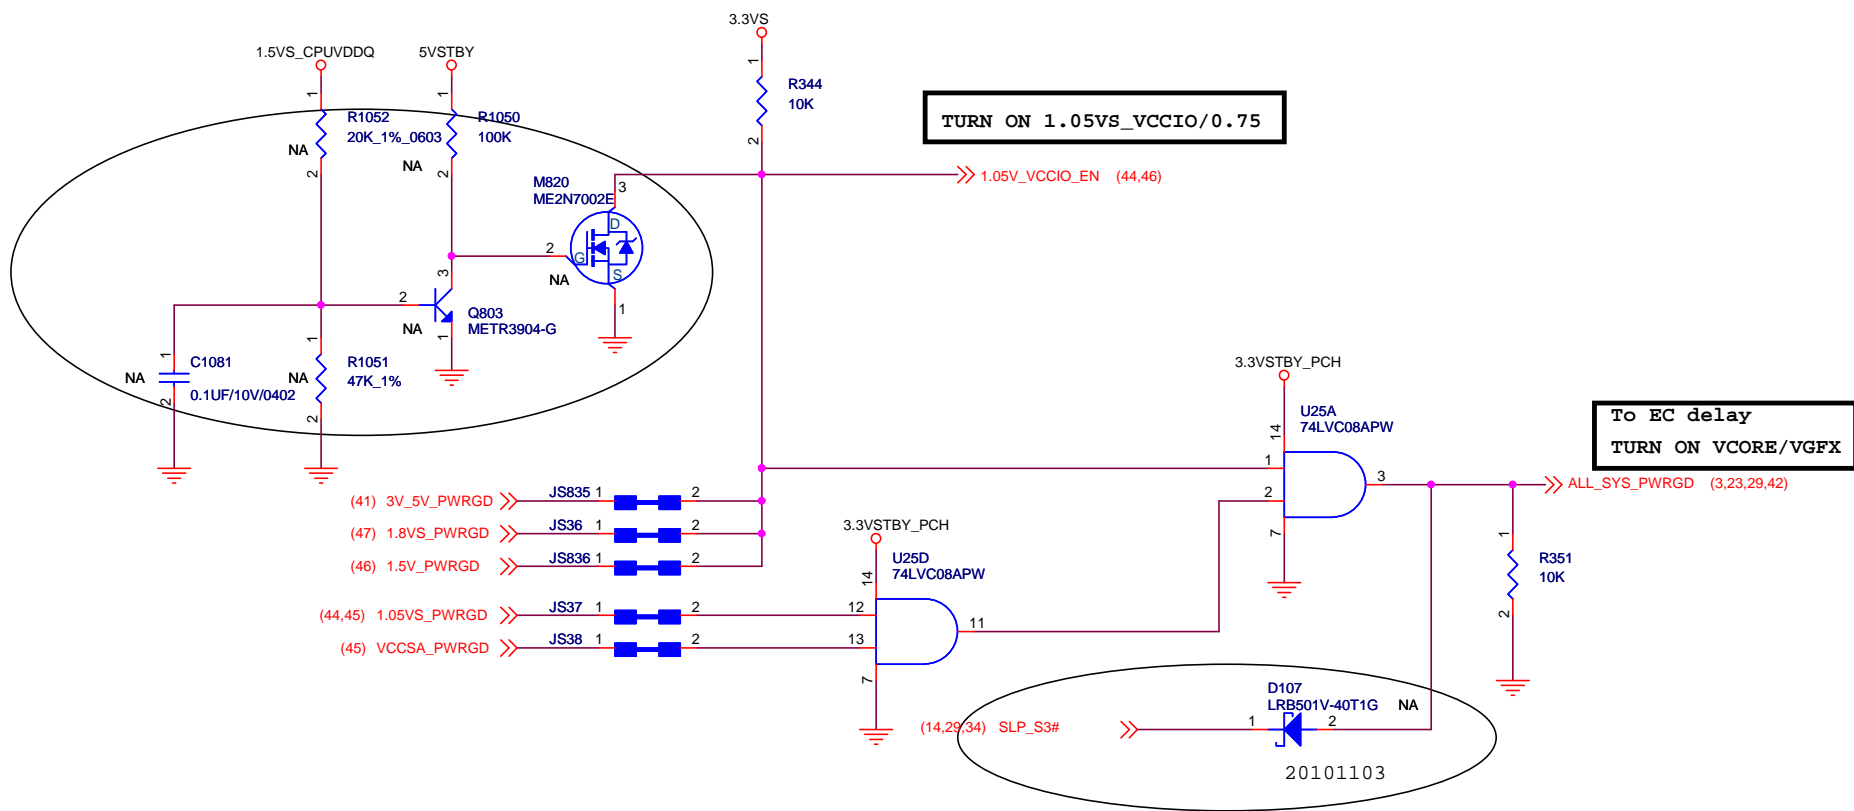 3.3VS
1.5VS_CPUVDDQ
5VSTBY
1
1
1
R344
10K
2
TURN ON 1.05VS_VCCIO/0.75
R1052
20K_1%_0603
NA
2
R1050
100K
NA
2
M820
ME2N7002E
3
D
G
S
2
NA
1
1.05V_VCCIO_EN (44,46)
3
2
Q803
METR3904-G
NA
1
1
C1081
NA
0.1UF/10V/0402
2
1
R1051
NA
47K_1%
2
3.3VSTBY_PCH
U25A
74LVC08APW
14
1
2
3
7
To EC delay
TURN ON VCORE/VGFX
ALL_SYS_PWRGD (3,23,29,42)
(41) 3V_5V_PWRGD JS835 1 2
(47) 1.8VS_PWRGD JS36 1 2
(46) 1.5V_PWRGD JS836 1 2
(44,45) 1.05VS_PWRGD JS37 1 2
(45) VCCSA_PWRGD JS38 1 2
3.3VSTBY_PCH
U25D
74LVC08APW
14
12
13
11
7
1
R351
10K
2
D107
LRB501V-40T1G
NA
(14,29,34) SLP_S3# 1 2
20101103